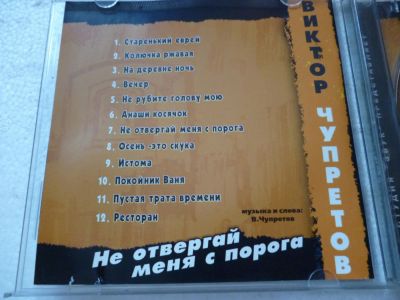 1. Старенький еврей
2. Колючка ржавая
3. На деревне ночь
4. Вечер
5. Не рубите голову мою
6. Анаши косячок
7. Не отвергай меня с порога
8. Осень -это скука
9. Истома
10. Покойник Ваня
11. Пустая трата времени
12. Ресторан
музыка и слова:
В.Чупретов
Не отвергай
меня с порога
ВИКТОР
ЧУПРЕТОВ